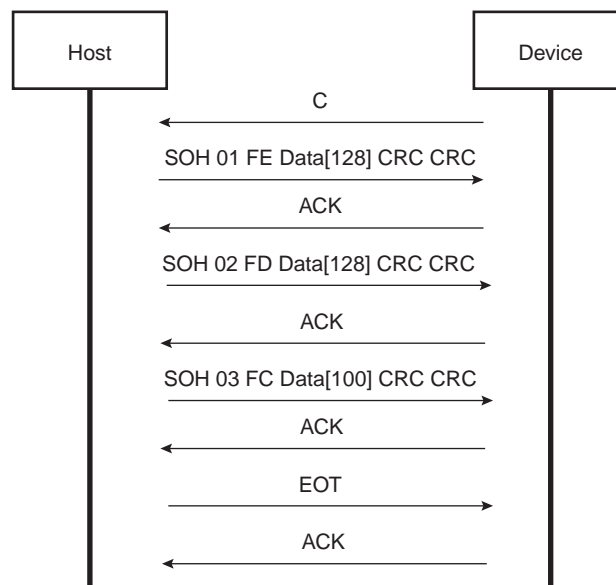 Host
Device
C
SOH 01 FE Data[128] CRC CRC
ACK
SOH 02 FD Data[128] CRC CRC
ACK
SOH 03 FC Data[100] CRC CRC
ACK
EOT
ACK